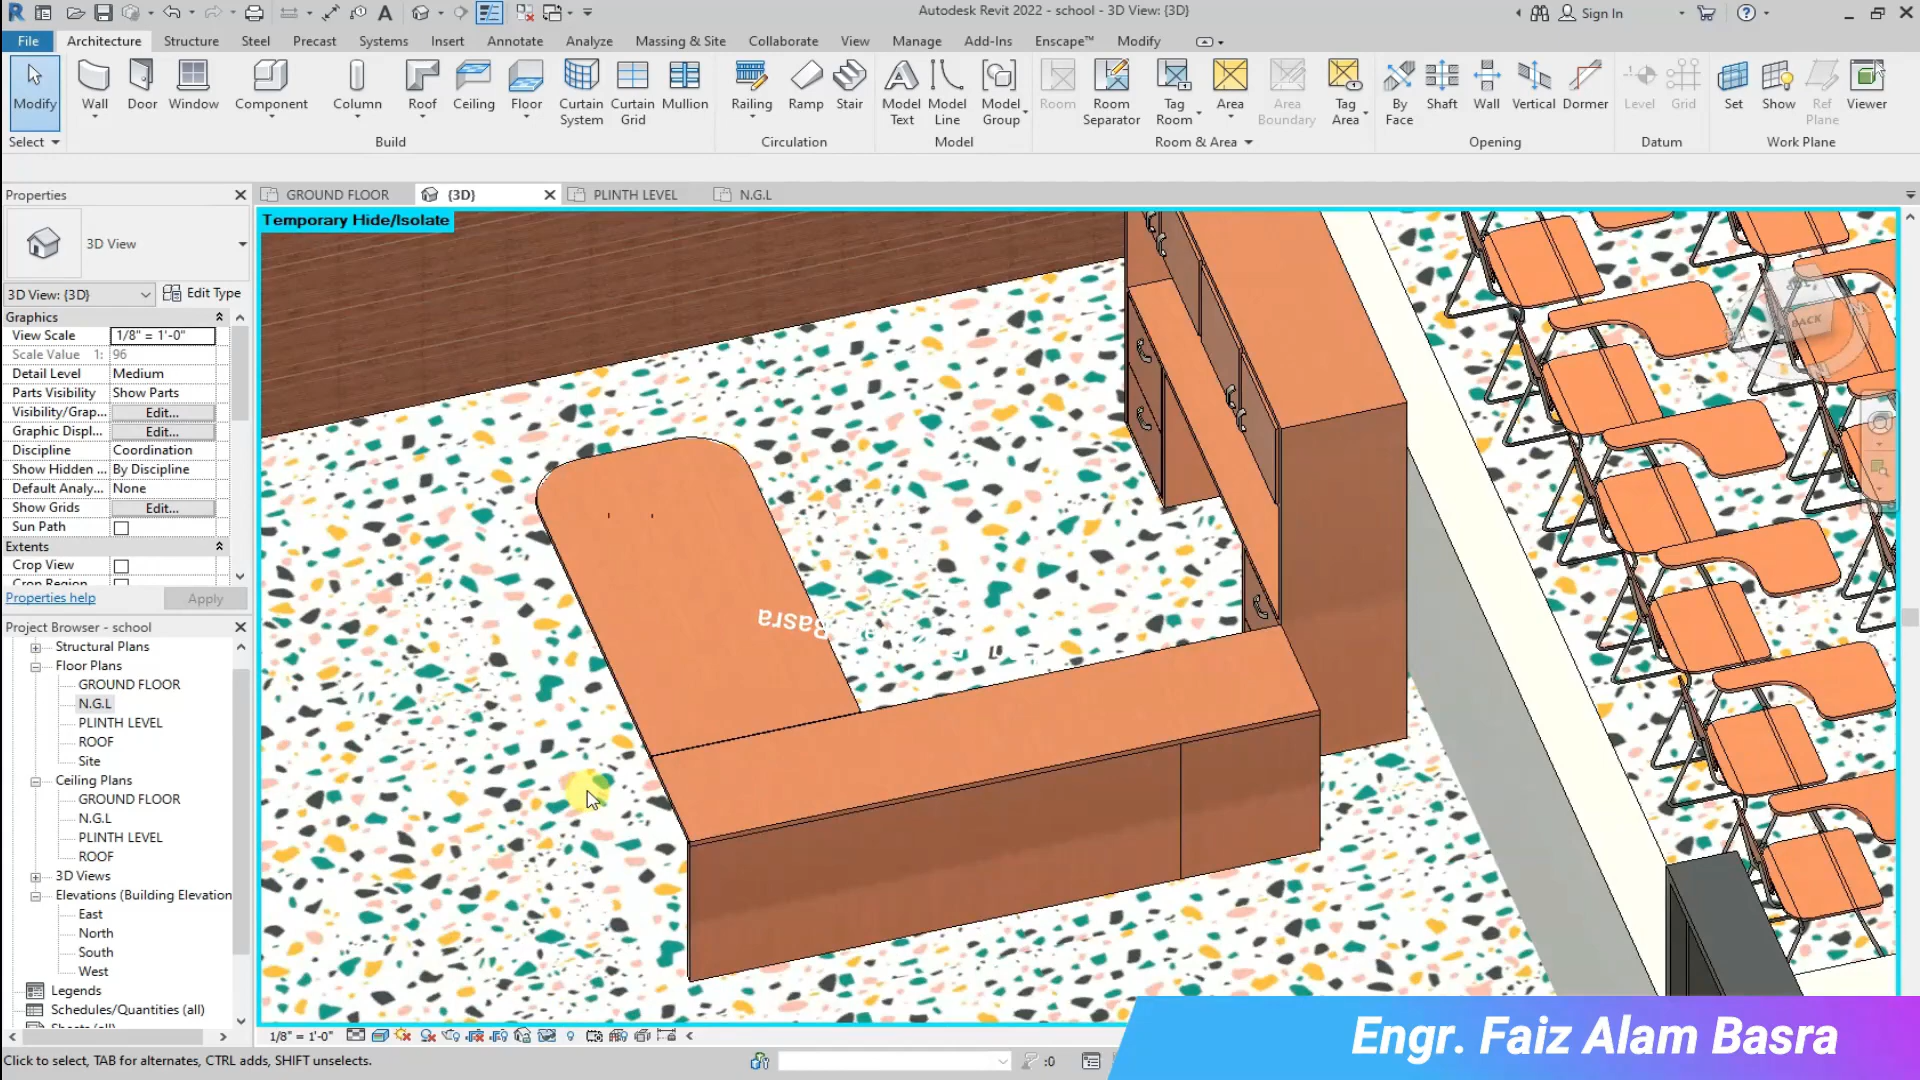 Autodesk Revit 2022 - school - 3D View: {3D}
Sign In
File Architecture Structure Steel Precast Systems Insert Annotate Analyze Massing & Site Collaborate View Manage Add-Ins Enscape™ Modify
Modify Wall Door Window Component Column Roof Ceiling Floor Curtain System Curtain Grid Mullion Railing Ramp Stair Model Text Model Line Model Group Room Room Separator Tag Room Area Area Boundary Tag Area By Face Shaft Wall Vertical Dormer Level Grid Set Show Ref Plane Viewer
Select Build Circulation Model Room & Area Opening Datum Work Plane
Properties
GROUND FLOOR {3D} PLINTH LEVEL N.G.L
Temporary Hide/Isolate
3D View
3D View: {3D} Edit Type
Graphics
View Scale 1/8" = 1'-0"
Scale Value 1: 96
Detail Level Medium
Parts Visibility Show Parts
Visibility/Grap... Edit...
Graphic Displ... Edit...
Discipline Coordination
Show Hidden ... By Discipline
Default Analy... None
Show Grids Edit...
Sun Path
Extents
Crop View
Crop Region
Properties help Apply
Project Browser - school
Structural Plans
Floor Plans
GROUND FLOOR
N.G.L
PLINTH LEVEL
ROOF
Site
Ceiling Plans
GROUND FLOOR
N.G.L
PLINTH LEVEL
ROOF
3D Views
Elevations (Building Elevation
East
North
South
West
Legends
Schedules/Quantities (all)
Sheets (all)
BACK
Basra
1/8" = 1'-0"
Click to select, TAB for alternates, CTRL adds, SHIFT unselects.
:0
Engr. Faiz Alam Basra